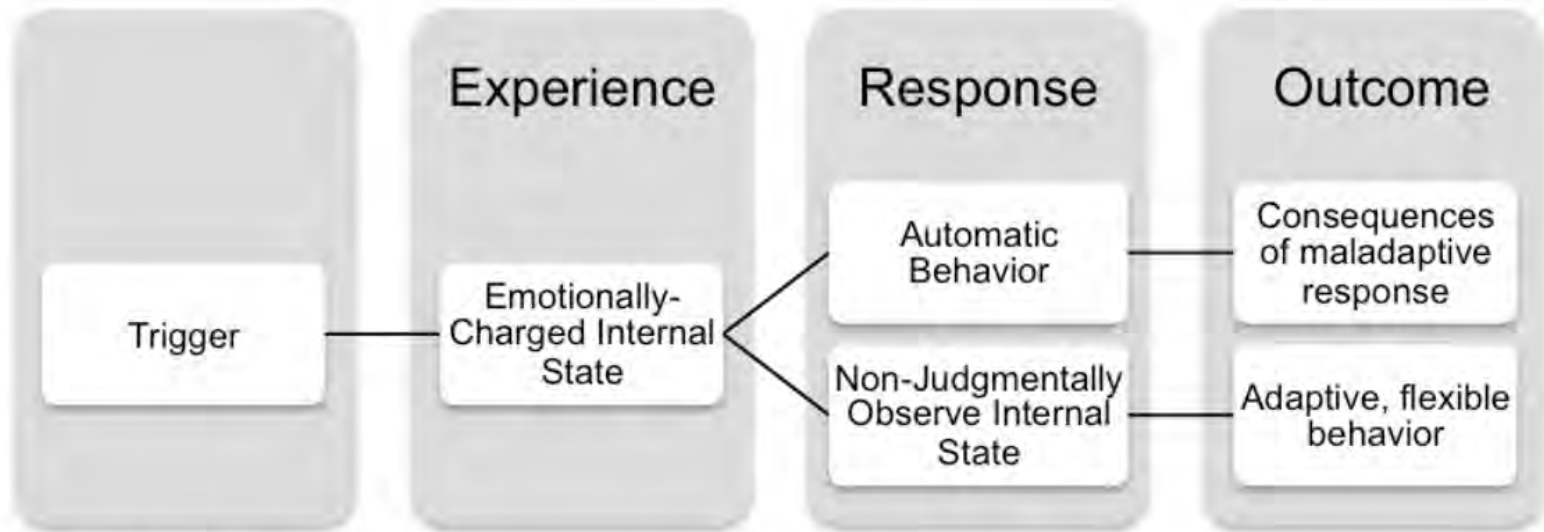 Experience
Response
Outcome
Trigger
Emotionally-
Charged Internal
State
Automatic
Behavior
Non-Judgmentally
Observe Internal
State
Consequences
of maladaptive
response
Adaptive, flexible
behavior